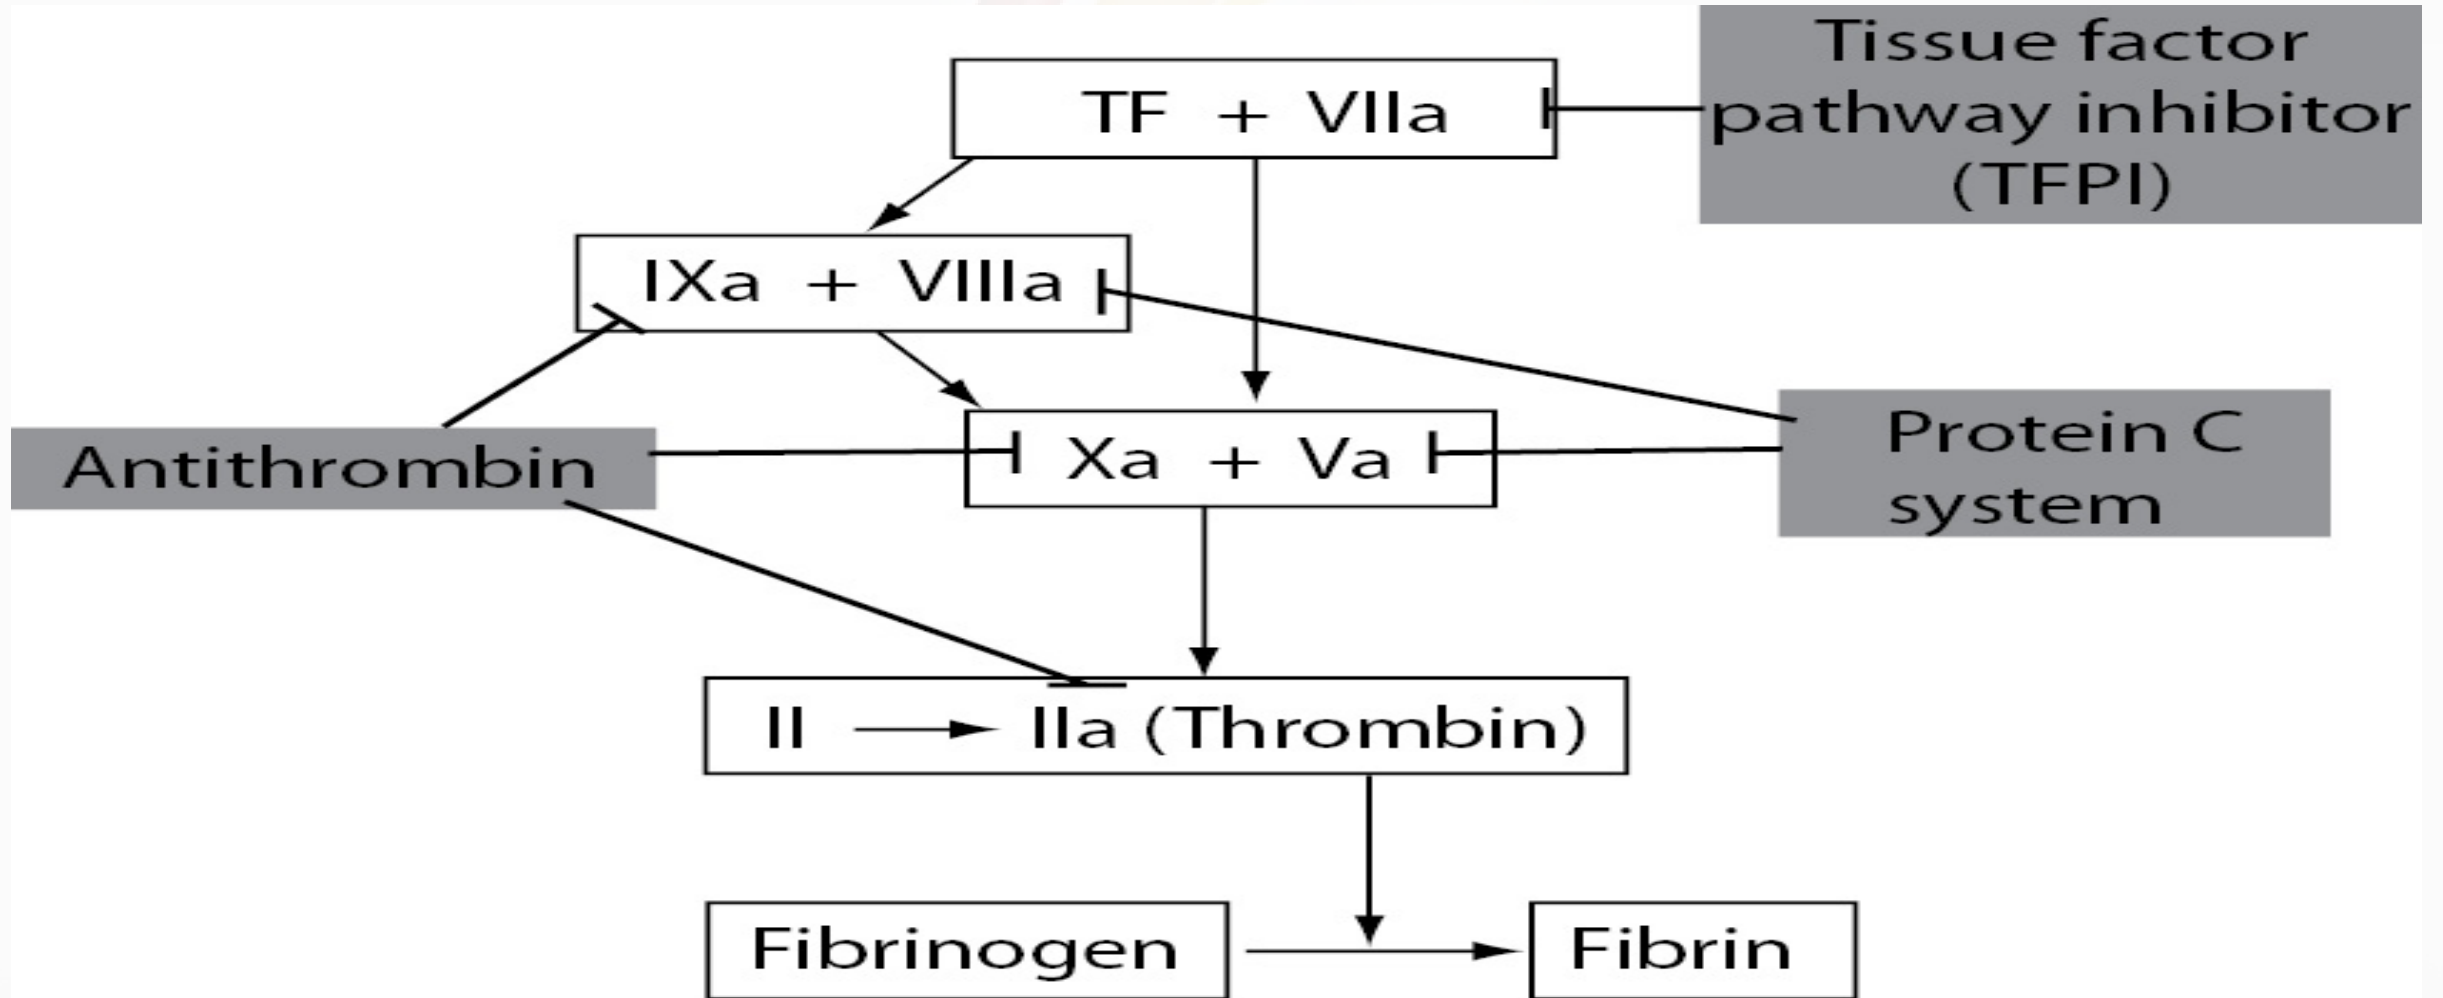 Tissue factor
pathway inhibitor
(TFPI)
TF + VIIa
IXa + VIIIa
Antithrombin
Xa + Va
Protein C
system
II → IIa (Thrombin)
Fibrinogen
Fibrin